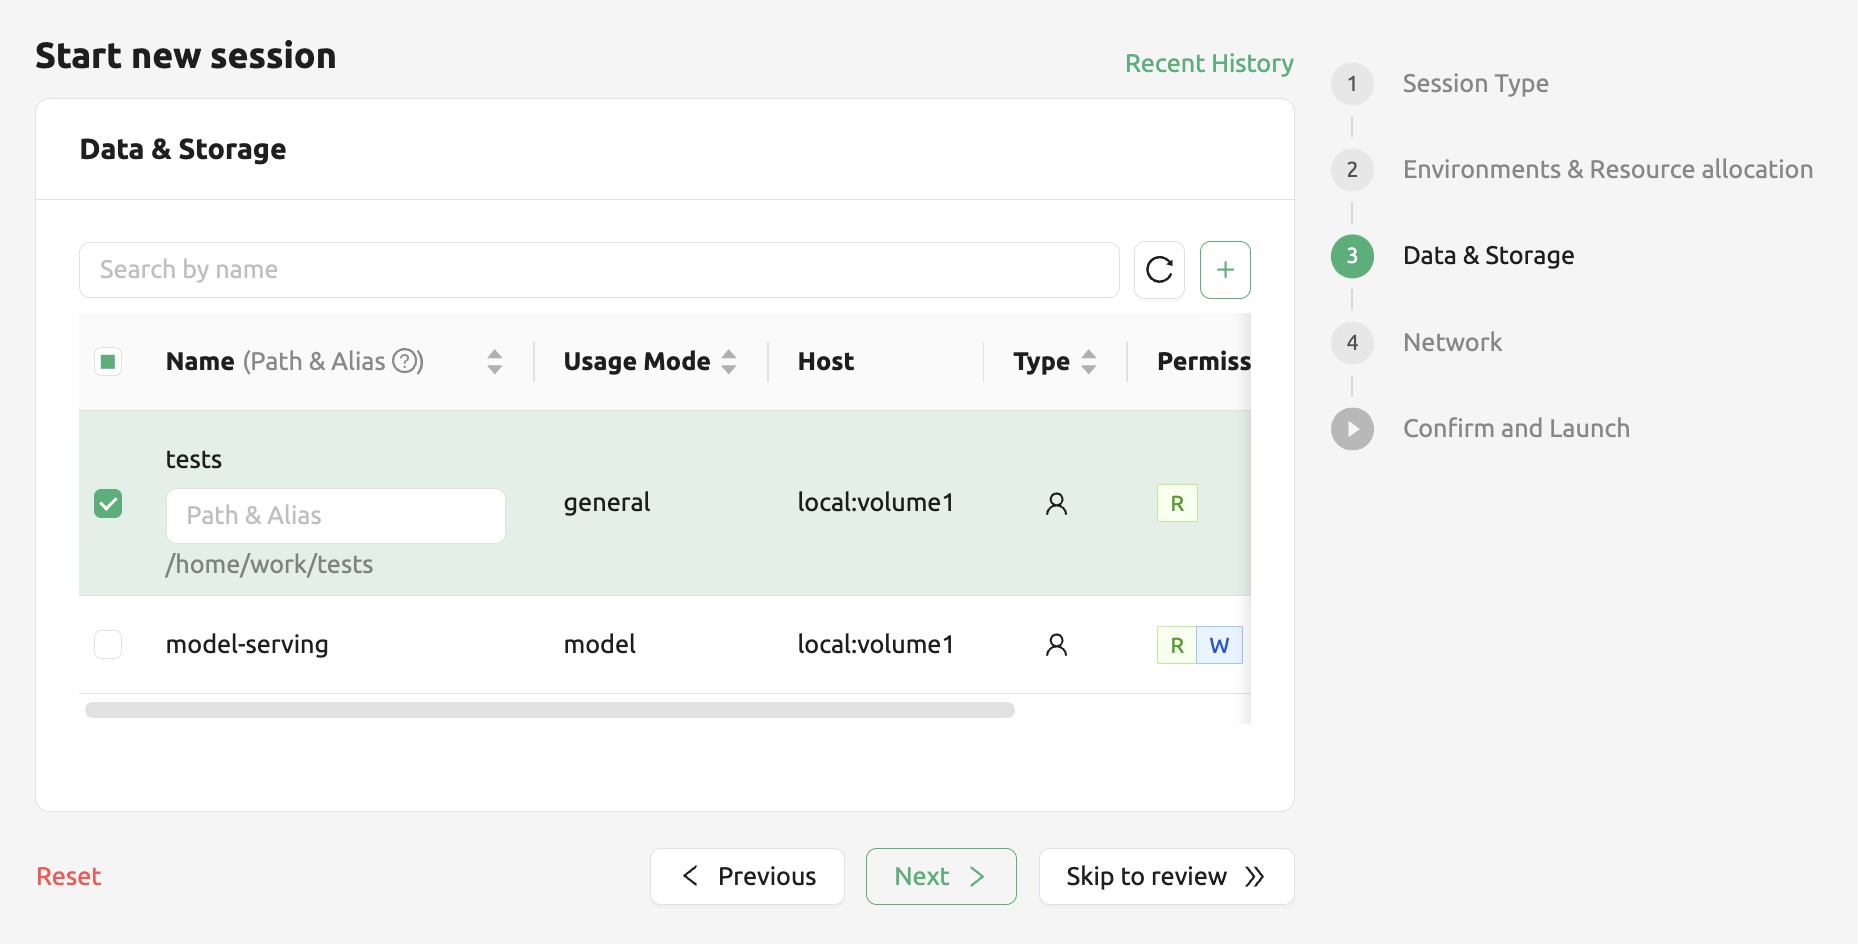 Start new session
Recent History
Data & Storage
Search by name
Name (Path & Alias ?)
Usage Mode
Host
Type
Permiss
tests
Path & Alias
/home/work/tests
general
local:volume1
R
model-serving
model
local:volume1
R W
Reset
Previous
Next
Skip to review
1 Session Type
2 Environments & Resource allocation
3 Data & Storage
4 Network
Confirm and Launch